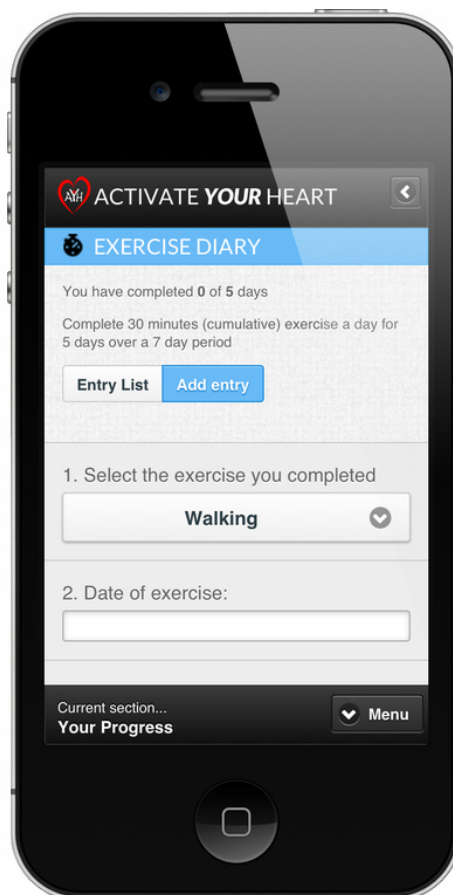 AYH ACTIVATE YOUR HEART
EXERCISE DIARY
You have completed 0 of 5 days
Complete 30 minutes (cumulative) exercise a day for
5 days over a 7 day period
Entry List Add entry
1. Select the exercise you completed
Walking
2. Date of exercise:
Current section...
Your Progress
Menu